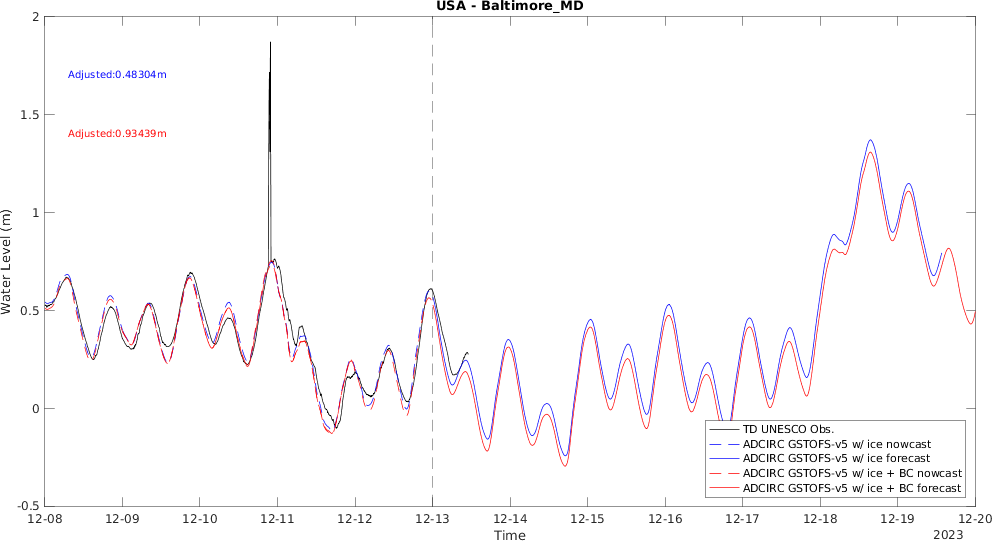 USA - Baltimore_MD
2
1.5
1
0.5
0
-0.5
Water Level (m)
Adjusted:0.48304m
Adjusted:0.93439m
TD UNESCO Obs.
ADCIRC GSTOFS-v5 w/ ice nowcast
ADCIRC GSTOFS-v5 w/ ice forecast
ADCIRC GSTOFS-v5 w/ ice + BC nowcast
ADCIRC GSTOFS-v5 w/ ice + BC forecast
12-08 12-09 12-10 12-11 12-12 12-13 12-14 12-15 12-16 12-17 12-18 12-19 12-20
Time
2023